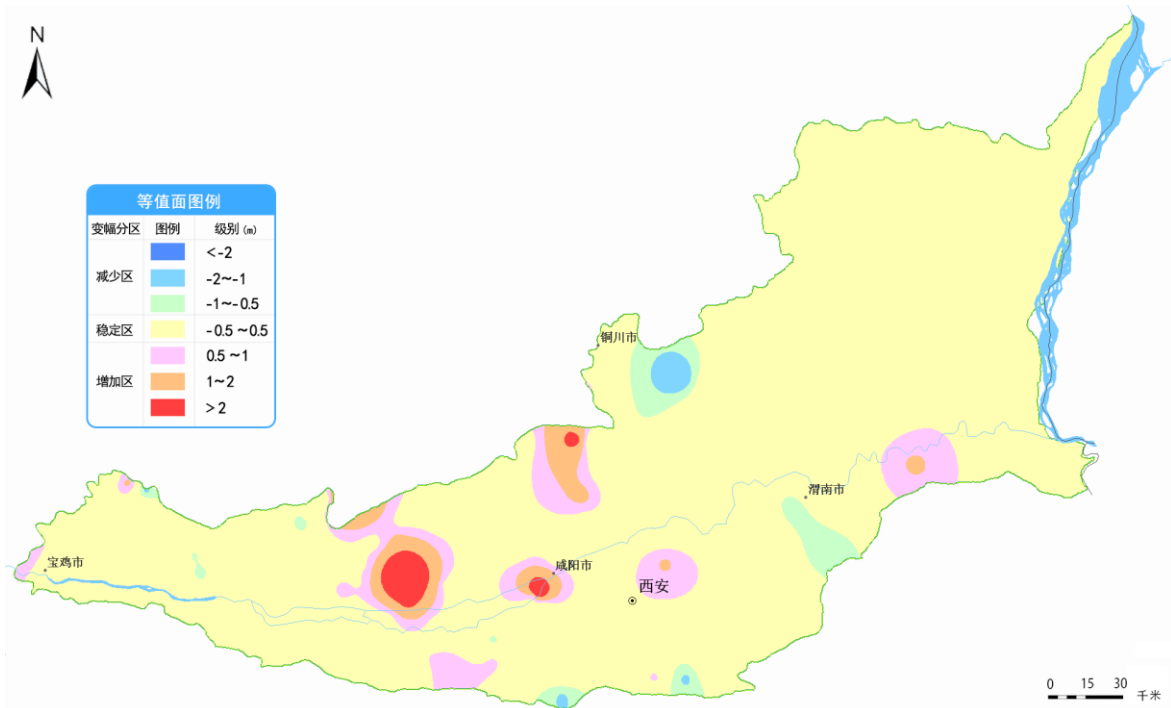 N
等值面图例
变幅分区 图例 级别 (m)
<-2
减少区 -2~-1
-1~-0.5
稳定区 -0.5~0.5
0.5~1
增加区 1~2
>2
铜川市
渭南市
宝鸡市
咸阳市
西安
0 15 30
千米